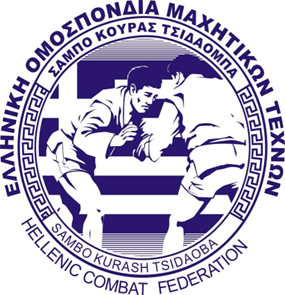 ΕΛΛΗΝΙΚΗ ΟΜΟΣΠΟΝΔΙΑ ΜΑΧΗΤΙΚΩΝ ΤΕΧΝΩΝ
ΣΑΜΠΟ ΚΟΥΡΑΣ ΤΣΙΔΑΟΜΠΑ
SAMBO KURASH TSIDAOBA
HELLENIC COMBAT FEDERATION